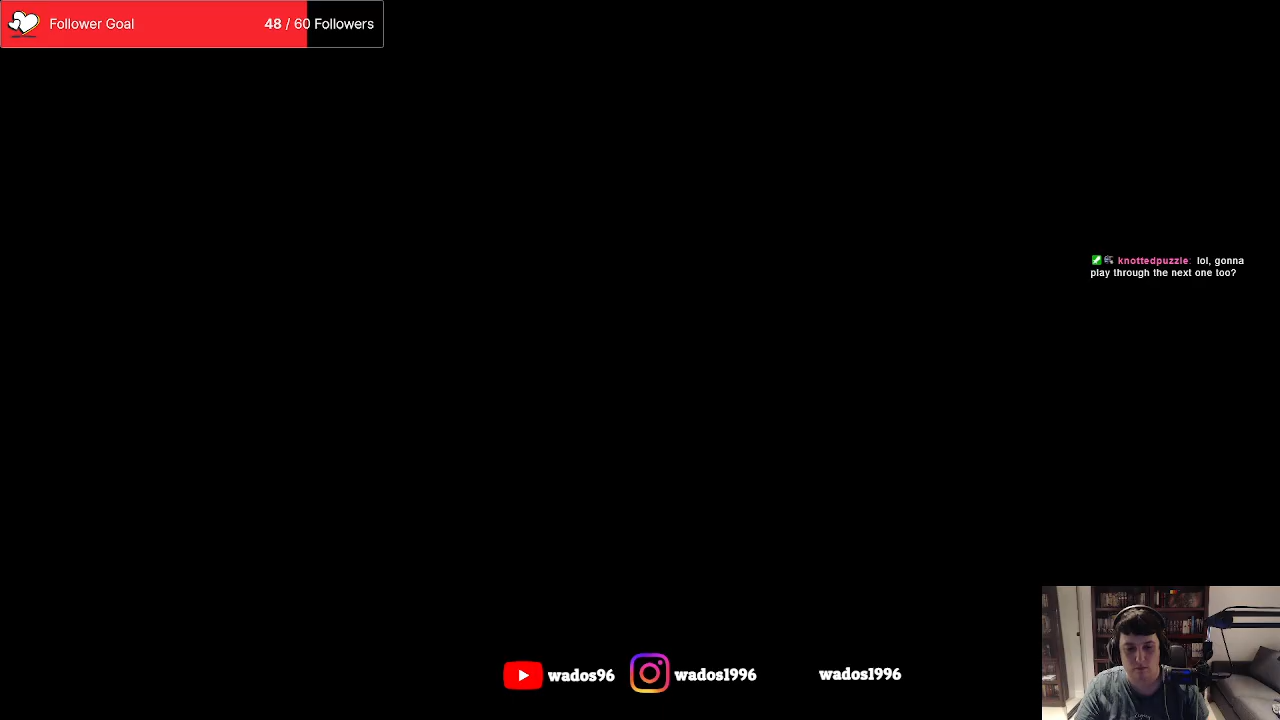 Follower Goal 48 / 60 Followers
knottedpuzzle: lol, gonna
play through the next one too?
wados96 wados1996 wados1996